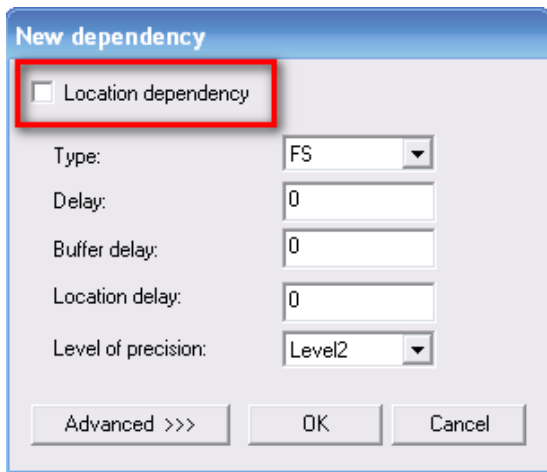 New dependency
Location dependency
Type: FS
Delay: 0
Buffer delay: 0
Location delay: 0
Level of precision: Level2
Advanced >>> OK Cancel